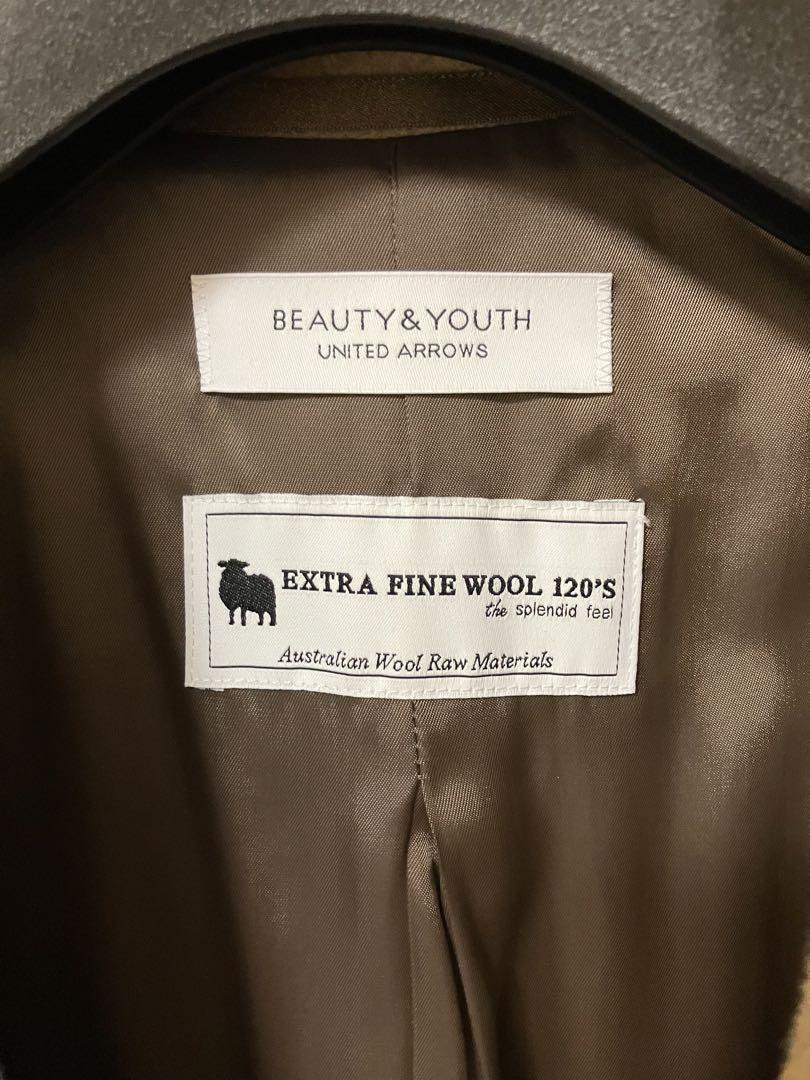 BEAUTY&YOUTH
UNITED ARROWS
EXTRA FINE WOOL 120'S
the splendid feel
Australian Wool Raw Materials